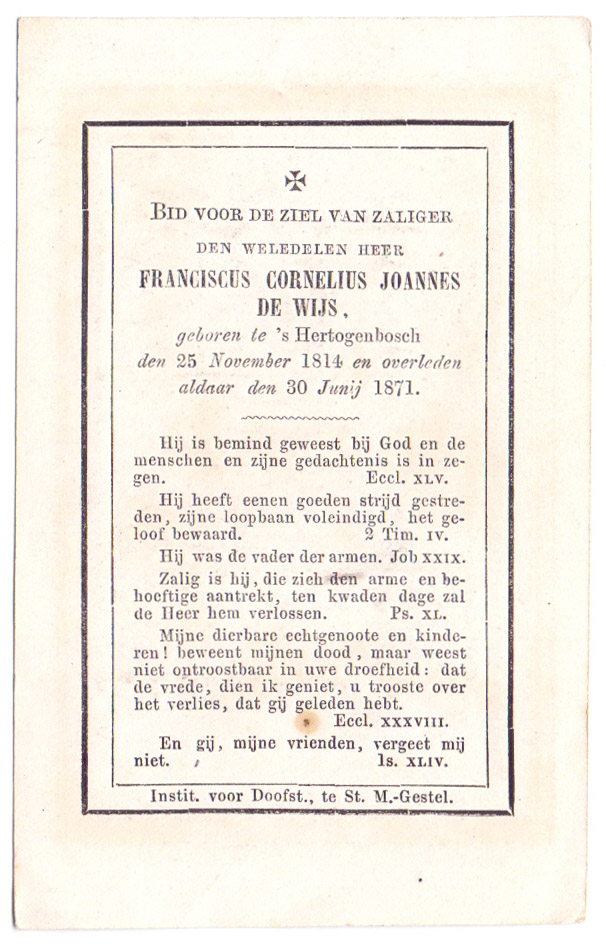 BID VOOR DE ZIEL VAN ZALIGER
DEN WELEDELEN HEER
FRANCISCUS CORNELIUS JOANNES
DE WIJS,
geboren te 's Hertogenbosch
den 25 November 1814 en overleden
aldaar den 30 Junij 1871.
Hij is bemind geweest bij God en de
menschen en zijne gedachtenis is in ze-
gen. Eccl. XLV.
Hij heeft eenen goeden strijd gestre-
den, zijne loopbaan voleindigd, het ge-
loof bewaard. 2 Tim. IV.
Hij was de vader der armen. Job XXIX.
Zalig is hij, die zich den arme en be-
hoeftige aantrekt, ten kwaden dage zal
de Heer hem verlossen. Ps. XL.
Mijne dierbare echtgenoote en kinde-
ren! beweent mijnen dood, maar weest
niet ontroostbaar in uwe droefheid: dat
de vrede, dien ik geniet, u trooste over
het verlies, dat gij geleden hebt.
Eccl. XXXVIII.
En gij, mijne vrienden, vergeet mij
niet. Is. XLIV.
Instit. voor Doofst., te St. M.-Gestel.